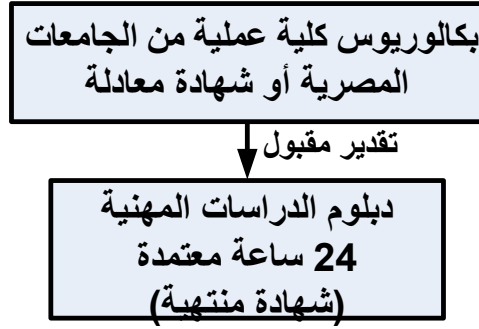 بكالوريوس كلية عملية من الجامعات
المصرية أو شهادة معادلة
تقدير مقبول
دبلوم الدراسات المهنية
24 ساعة معتمدة
(شهادة منتهية)